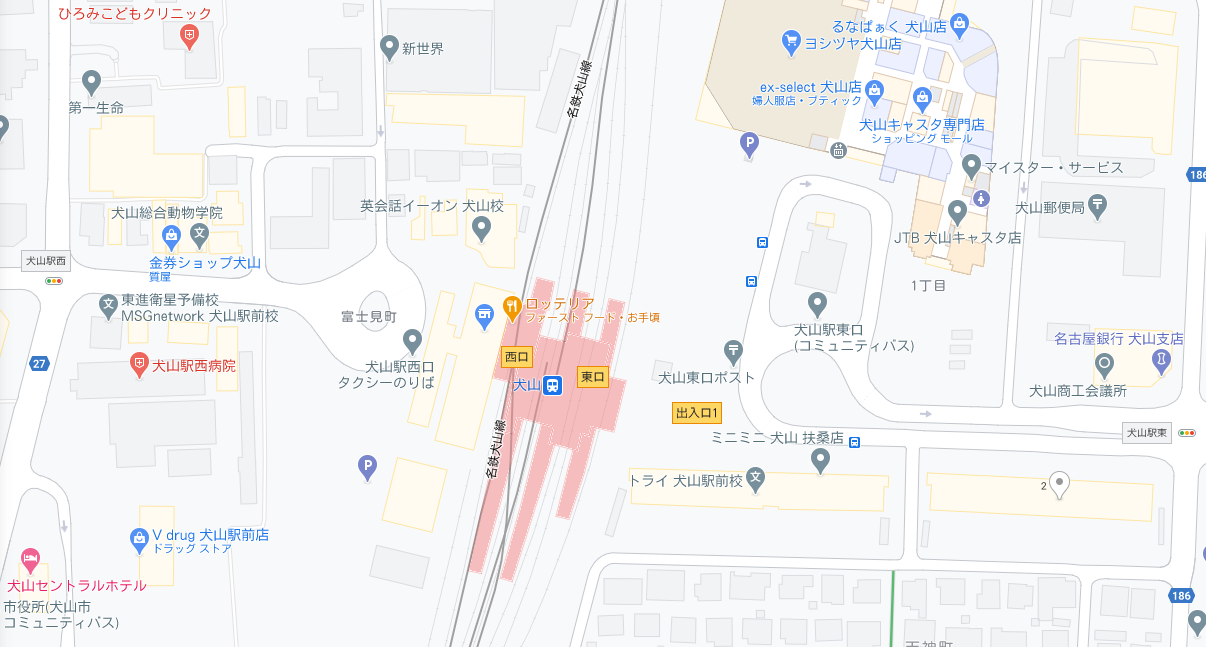 ひろみこどもクリニック
新世界
第一生命
名鉄犬山線
るなぱぁく 犬山店
ヨシヅヤ犬山店
ex-select 犬山店
婦人服店・ブティック
犬山キャスタ専門店
ショッピング モール
P
マイスター・サービス
186
犬山郵便局
JTB 犬山キャスタ店
1丁目
英会話イーオン 犬山校
犬山総合動物学院
文
金券ショップ犬山
質屋
犬山駅西
文
東進衛星予備校
MSGnetwork 犬山駅前校
富士見町
ロッテリア
ファースト フード・お手頃
27
犬山駅西病院
犬山駅西口
タクシーのりば
西口
犬山
東口
犬山駅東口
(コミュニティバス)
犬山東口ポスト
出入口1
名古屋銀行 犬山支店
犬山商工会議所
犬山駅東
ミニミニ 犬山 扶桑店
名鉄犬山線
P
トライ 犬山駅前校
文
2
V drug 犬山駅前店
ドラッグ ストア
犬山セントラルホテル
市役所(犬山市
コミュニティバス)
186
天神町